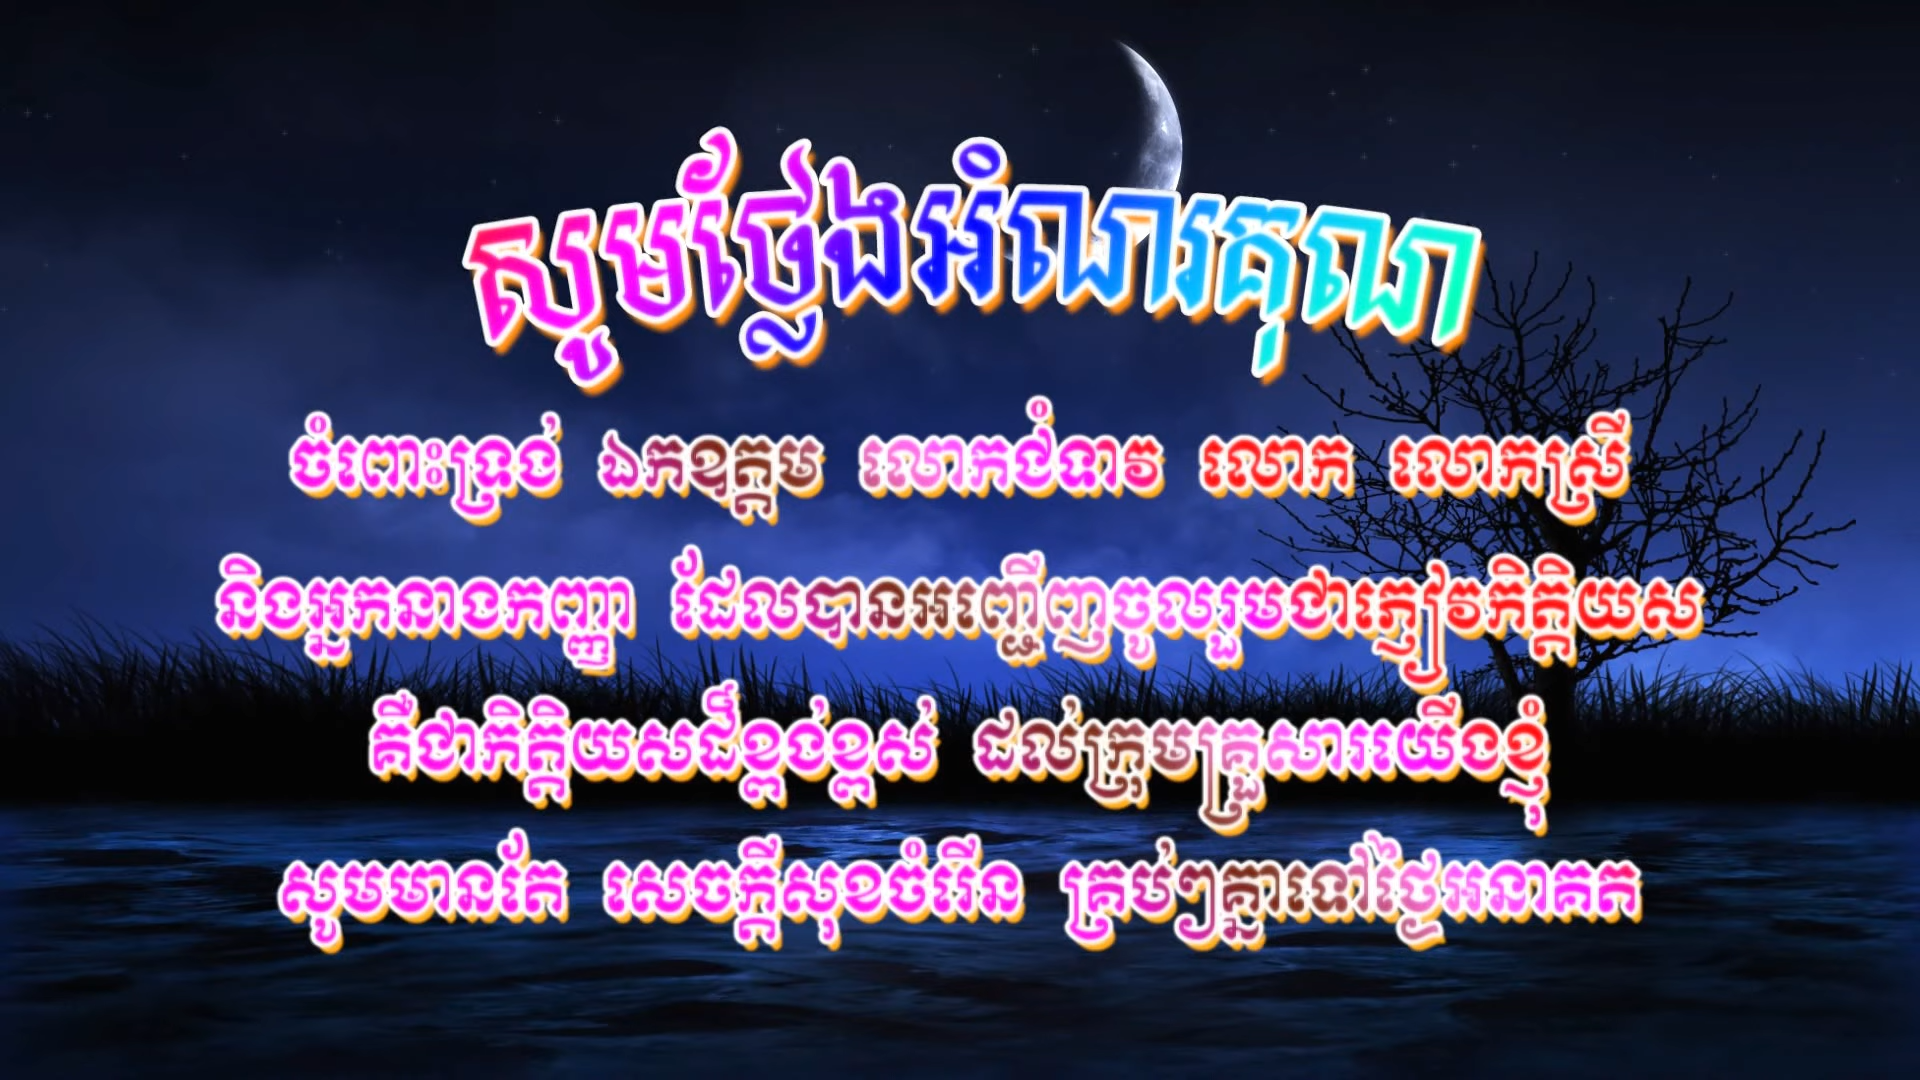 សូមថ្លែងអំណរគុណ
ចំពោះទ្រង់ ឯកឧត្តម លោកជំទាវ លោក លោកស្រី
និងអ្នកនាងកញ្ញា ដែលបានអញ្ជើញចូលរួមជាភ្ញៀវកិត្តិយស
គឺជាកិត្តិយសដ៏ខ្ពង់ខ្ពស់ ដល់ក្រុមគ្រួសារយើងខ្ញុំ
សូមមានតែ សេចក្តីសុខចំរើន គ្រប់ៗគ្នាទៅថ្ងៃអនាគត